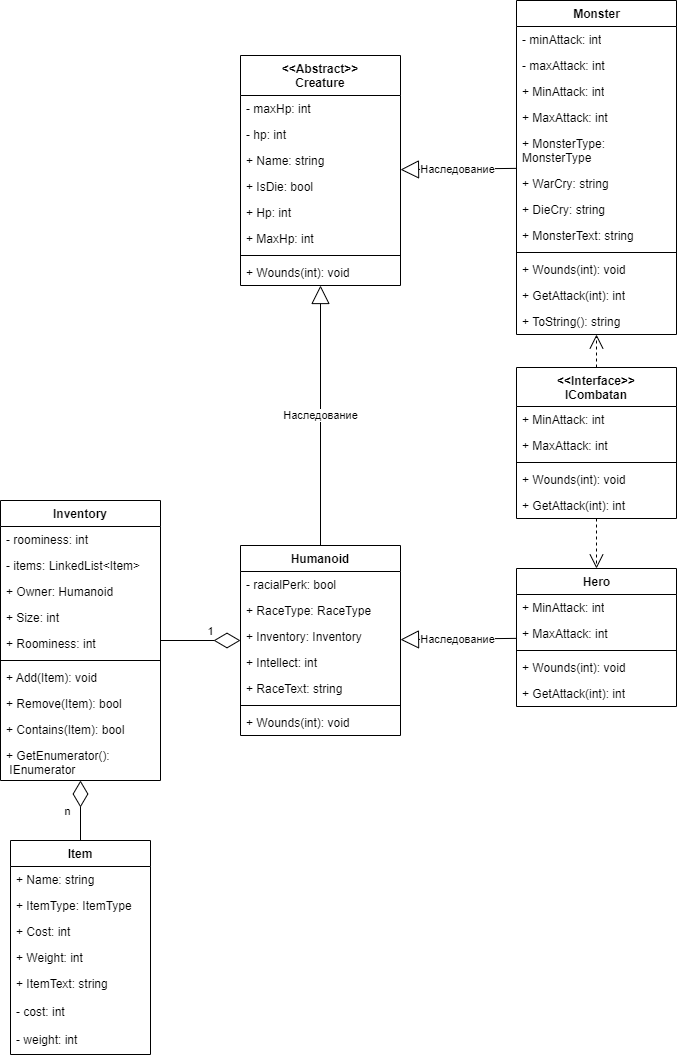 Monster
- minAttack: int
- maxAttack: int
+ MinAttack: int
+ MaxAttack: int
+ MonsterType:
MonsterType
+ WarCry: string
+ DieCry: string
+ MonsterText: string
+ Wounds(int): void
+ GetAttack(int): int
+ ToString(): string
<<Abstract>>
Creature
- maxHp: int
- hp: int
+ Name: string
+ IsDie: bool
+ Hp: int
+ MaxHp: int
+ Wounds(int): void
Наследование
<<Interface>>
ICombatan
+ MinAttack: int
+ MaxAttack: int
+ Wounds(int): void
+ GetAttack(int): int
Наследование
Inventory
- roominess: int
- items: LinkedList<Item>
+ Owner: Humanoid
+ Size: int
+ Roominess: int
+ Add(Item): void
+ Remove(Item): bool
+ Contains(Item): bool
+ GetEnumerator():
IEnumerator
1
Humanoid
- racialPerk: bool
+ RaceType: RaceType
+ Inventory: Inventory
+ Intellect: int
+ RaceText: string
+ Wounds(int): void
Наследование
Hero
+ MinAttack: int
+ MaxAttack: int
+ Wounds(int): void
+ GetAttack(int): int
n
Item
+ Name: string
+ ItemType: ItemType
+ Cost: int
+ Weight: int
+ ItemText: string
- cost: int
- weight: int